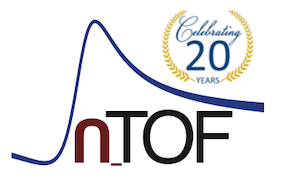 Celebrating
20
YEARS
n_TOF